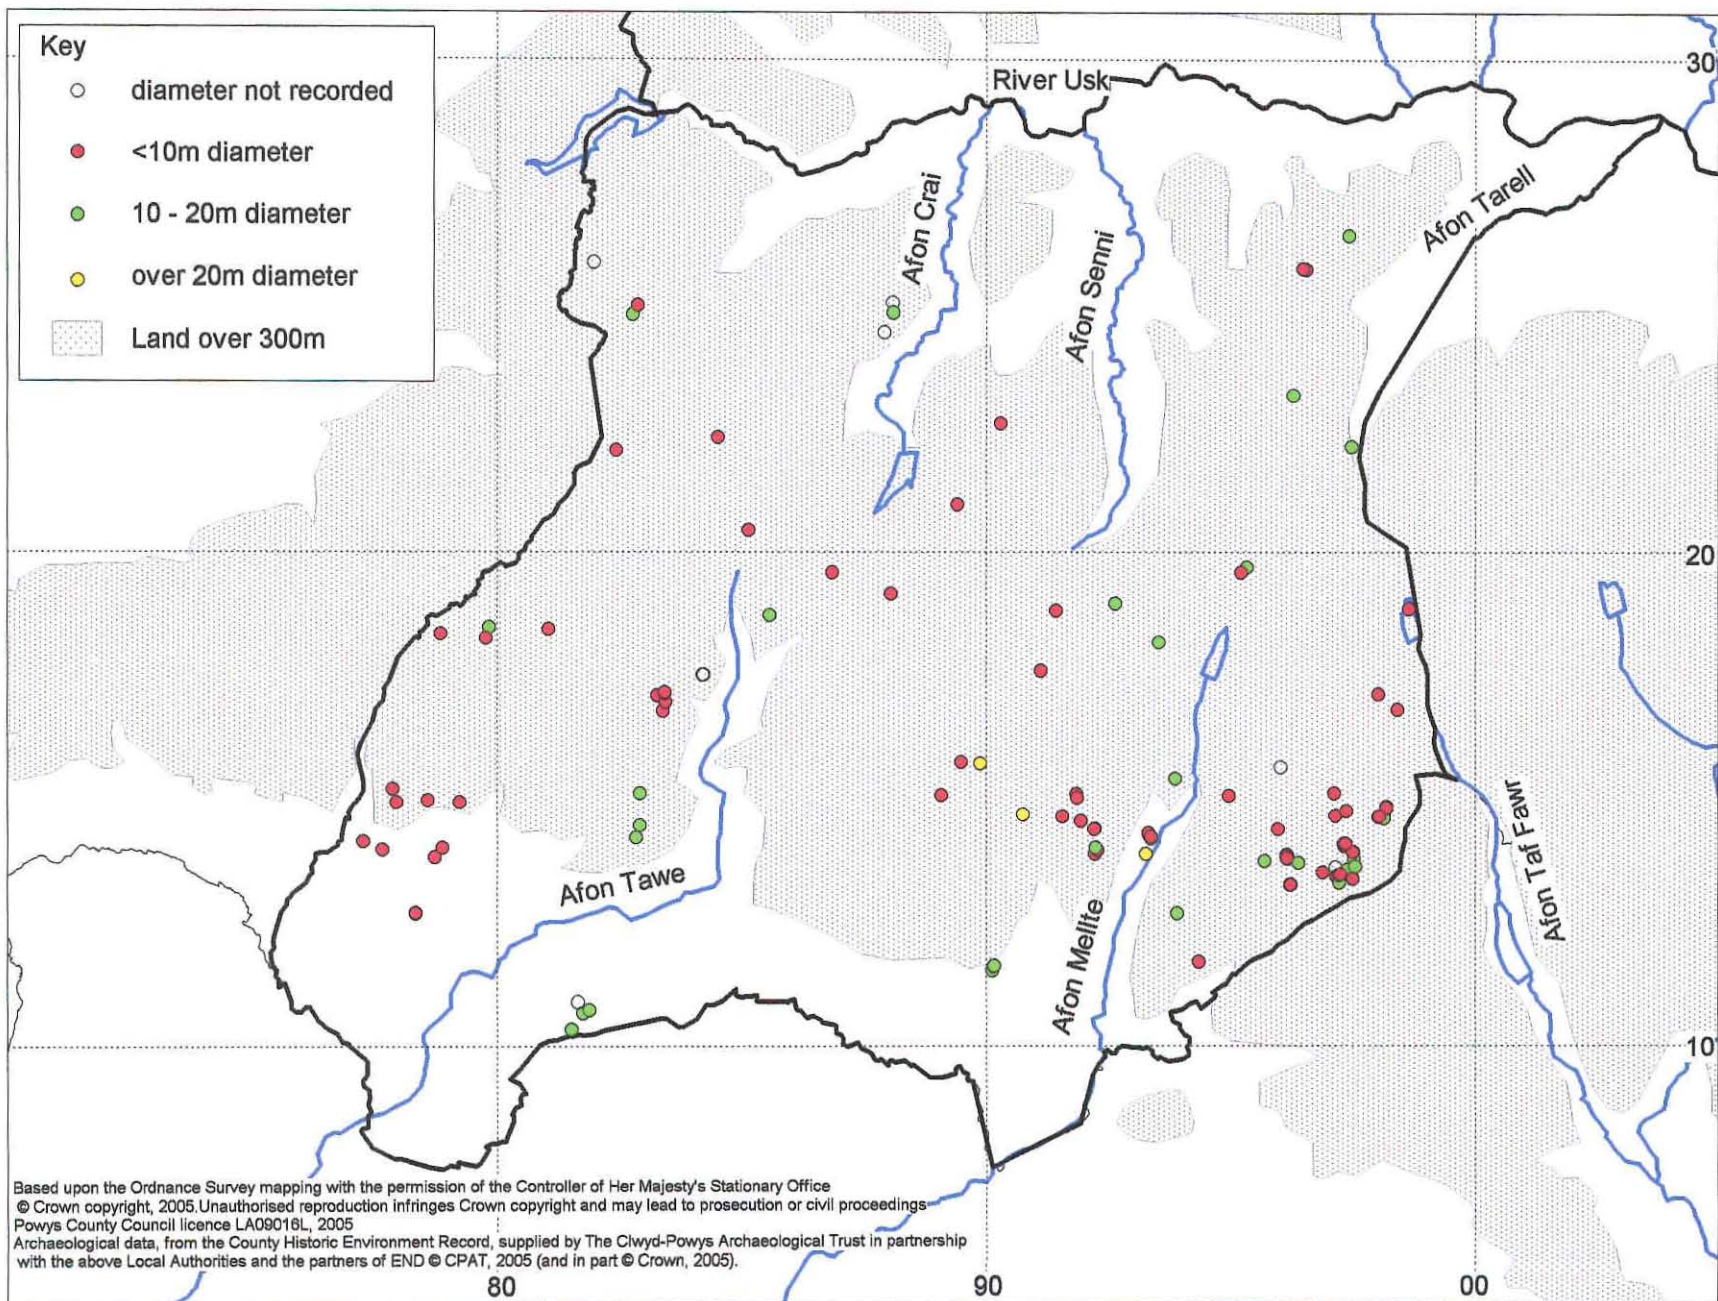 Key
diameter not recorded
<10m diameter
10 - 20m diameter
over 20m diameter
Land over 300m
River Usk
30
Afon Crai
Afon Senni
Afon Tarell
20
Afon Tawe
Afon Mellte
Afon Taf Fawr
10
Based upon the Ordnance Survey mapping with the permission of the Controller of Her Majesty's Stationary Office
© Crown copyright, 2005.Unauthorised reproduction infringes Crown copyright and may lead to prosecution or civil proceedings
Powys County Council licence LA09016L, 2005
Archaeological data, from the County Historic Environment Record, supplied by The Clwyd-Powys Archaeological Trust in partnership
with the above Local Authorities and the partners of END © CPAT, 2005 (and in part © Crown, 2005).
80
90
00